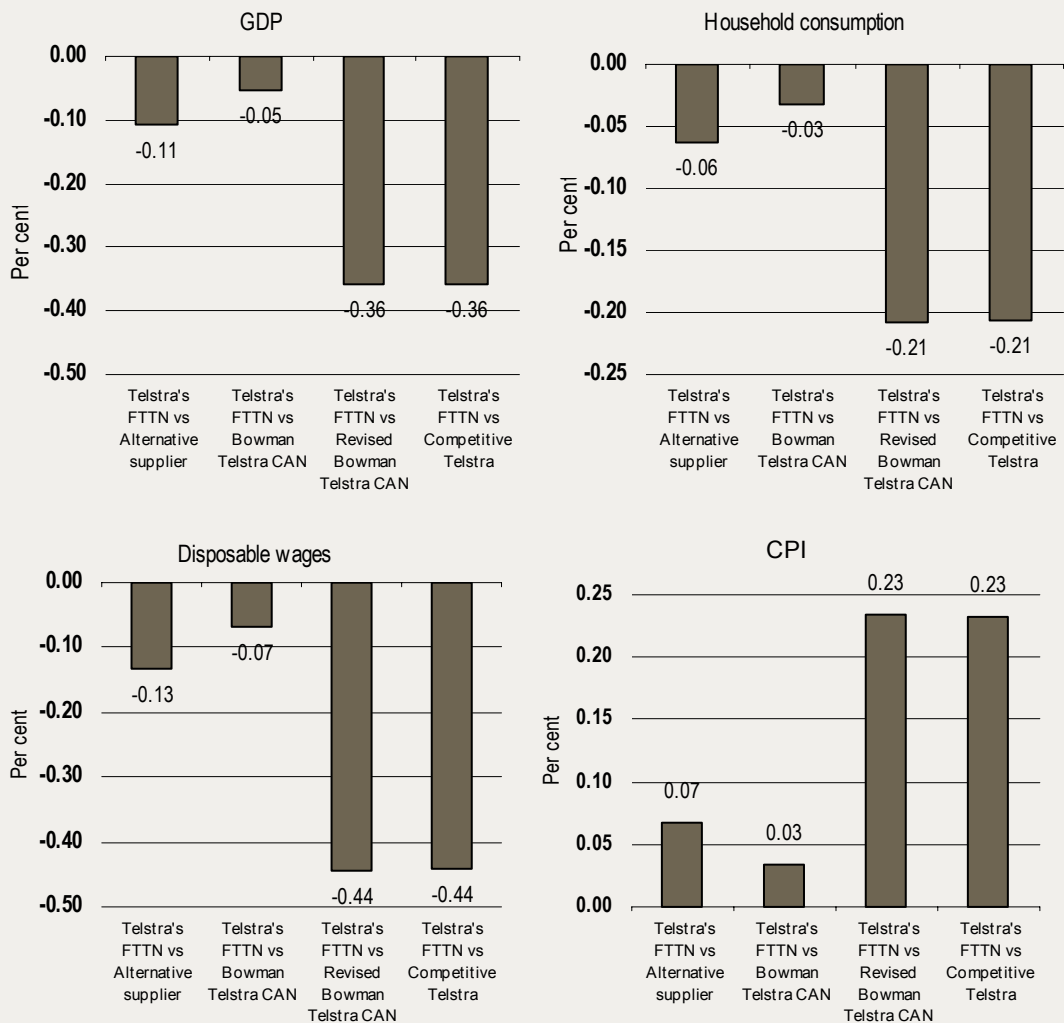 GDP
0.00
-0.10
-0.20
-0.30
-0.40
-0.50
Per cent
-0.11
-0.05
-0.36
-0.36
Telstra's
FTTN vs
Alternative
supplier
Telstra's
FTTN vs
Bowman
Telstra CAN
Telstra's
FTTN vs
Revised
Bowman
Telstra CAN
Telstra's
FTTN vs
Competitive
Telstra
Household consumption
0.00
-0.05
-0.10
-0.15
-0.20
-0.25
Per cent
-0.06
-0.03
-0.21
-0.21
Telstra's
FTTN vs
Alternative
supplier
Telstra's
FTTN vs
Bowman
Telstra CAN
Telstra's
FTTN vs
Revised
Bowman
Telstra CAN
Telstra's
FTTN vs
Competitive
Telstra
Disposable wages
0.00
-0.10
-0.20
-0.30
-0.40
-0.50
Per cent
-0.13
-0.07
-0.44
-0.44
Telstra's
FTTN vs
Alternative
supplier
Telstra's
FTTN vs
Bowman
Telstra CAN
Telstra's
FTTN vs
Revised
Bowman
Telstra CAN
Telstra's
FTTN vs
Competitive
Telstra
CPI
0.25
0.20
0.15
0.10
0.05
0.00
Per cent
0.07
0.03
0.23
0.23
Telstra's
FTTN vs
Alternative
supplier
Telstra's
FTTN vs
Bowman
Telstra CAN
Telstra's
FTTN vs
Revised
Bowman
Telstra CAN
Telstra's
FTTN vs
Competitive
Telstra